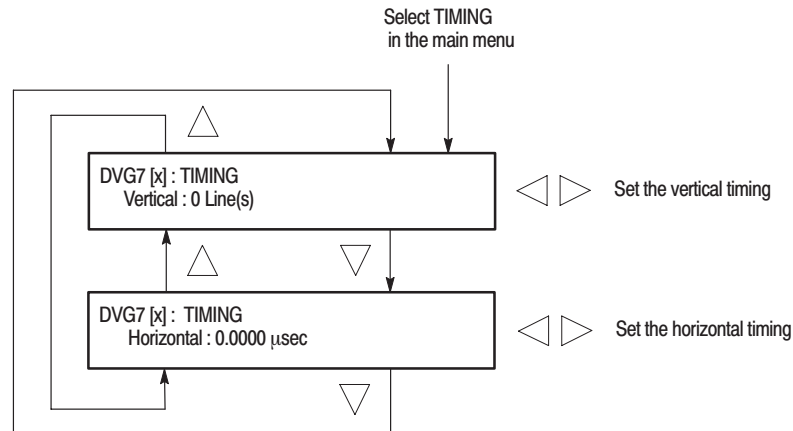 Select TIMING
in the main menu
DVG7 [x] : TIMING
Vertical : 0 Line(s)
Set the vertical timing
DVG7 [x] : TIMING
Horizontal : 0.0000 μsec
Set the horizontal timing